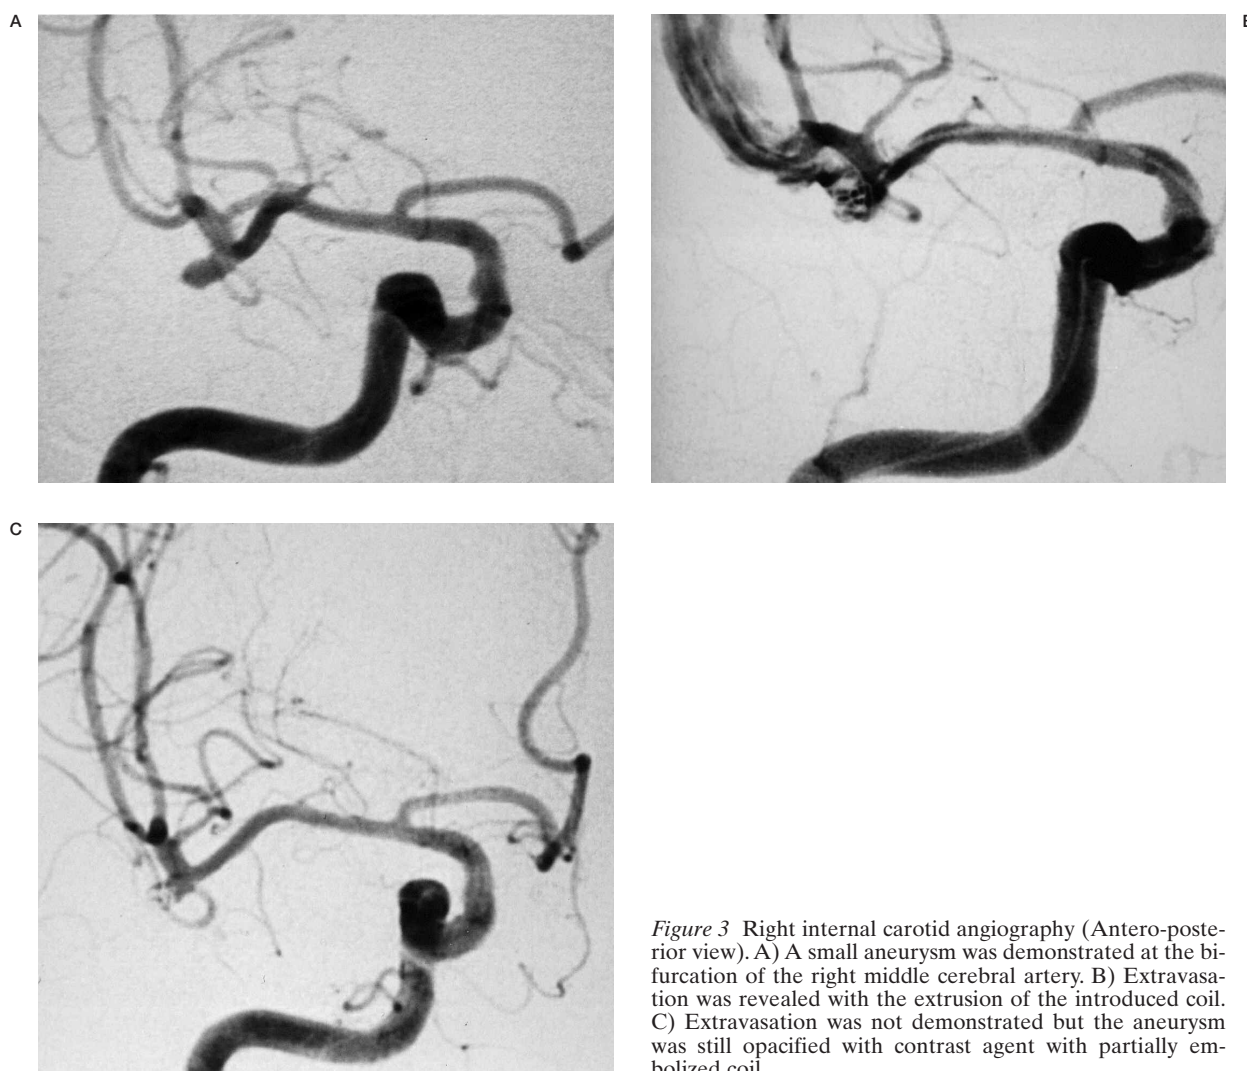 A
B
C
Figure 3 Right internal carotid angiography (Antero-poste-
rior view). A) A small aneurysm was demonstrated at the bi-
furcation of the right middle cerebral artery. B) Extravasa-
tion was revealed with the extrusion of the introduced coil.
C) Extravasation was not demonstrated but the aneurysm
was still opacified with contrast agent with partially em-
bolized coil.